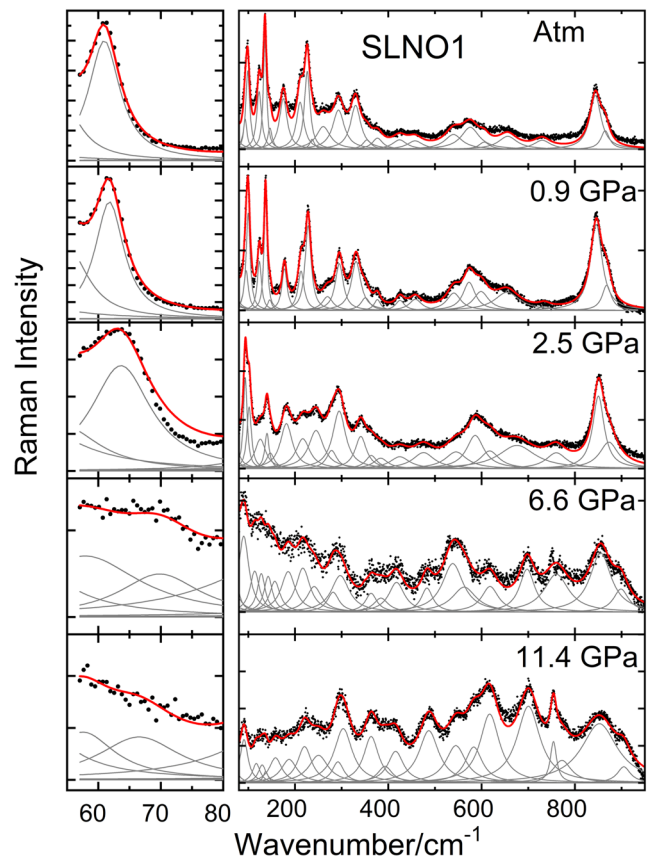 SLNO1
Atm
0.9 GPa
2.5 GPa
6.6 GPa
11.4 GPa
Raman Intensity
60 70 80 200 400 600 800
Wavenumber/cm-1